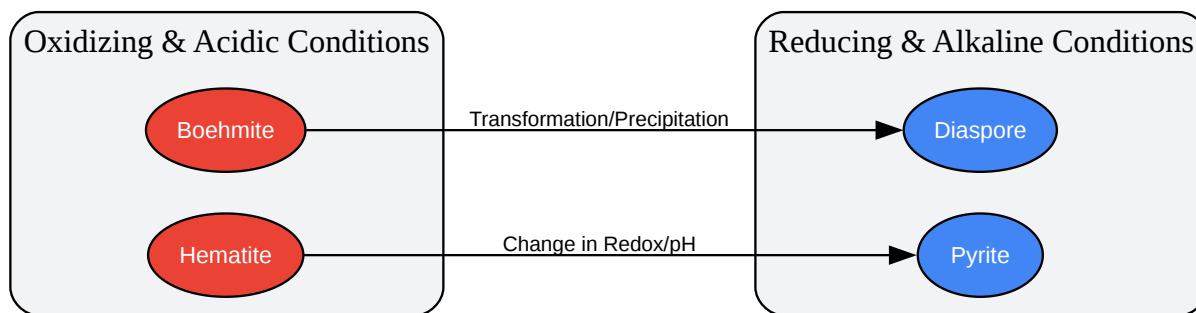 Oxidizing & Acidic Conditions
Reducing & Alkaline Conditions
Boehmite
Transformation/Precipitation
Diaspore
Hematite
Change in Redox/pH
Pyrite